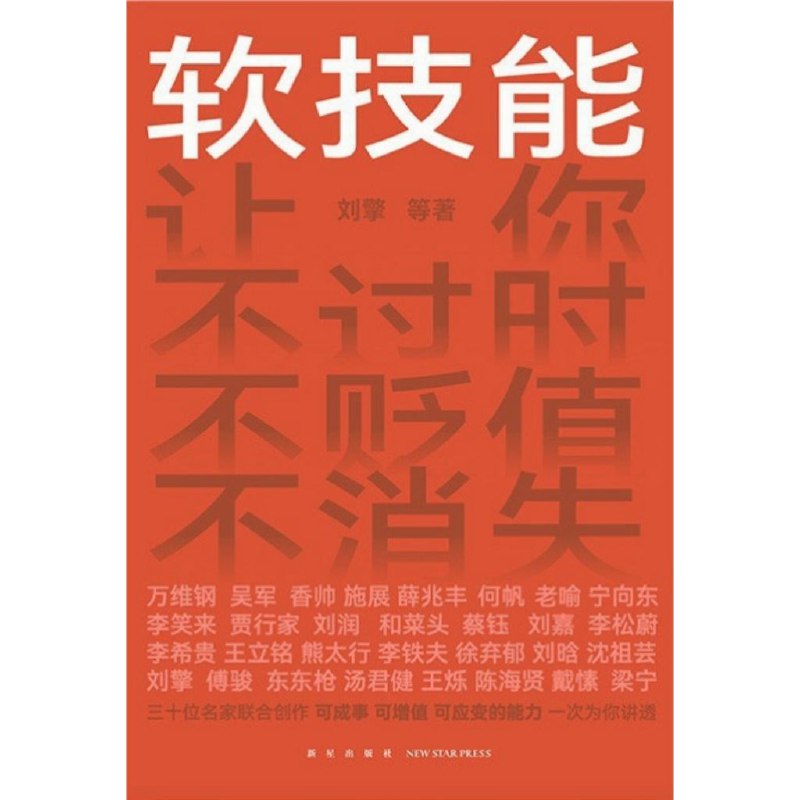 软技能
让 刘擎 等著 你
不过时
不贬值
不消失
万维钢 吴军 香帅 施展 薛兆丰 何帆 老喻 宁向东
李笑来 贾行家 刘润 和菜头 蔡钰 刘嘉 李松蔚
李希贵 王立铭 熊太行 李铁夫 徐弃郁 刘晗 沈祖芸
刘擎 傅骏 东东枪 汤君健 王烁 陈海贤 戴愫 梁宁
三十位名家联合创作 可成事 可增值 可应变的能力 一次为你讲透
新星出版社 NEW STAR PRESS